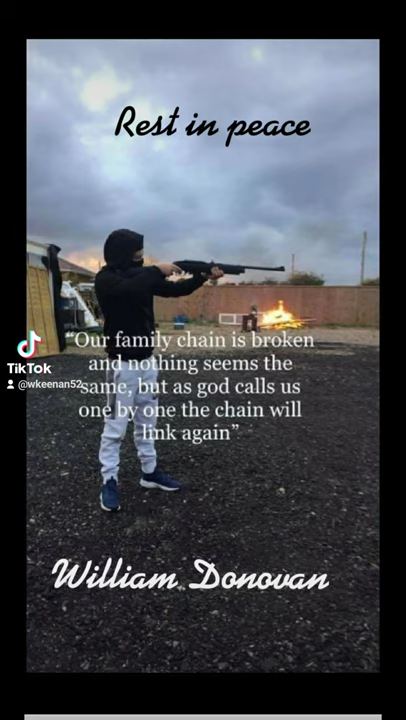 Rest in peace
“Our family chain is broken
and nothing seems the
same, but as god calls us
one by one the chain will
link again”
TikTok
@wkeenan52
William Donovan